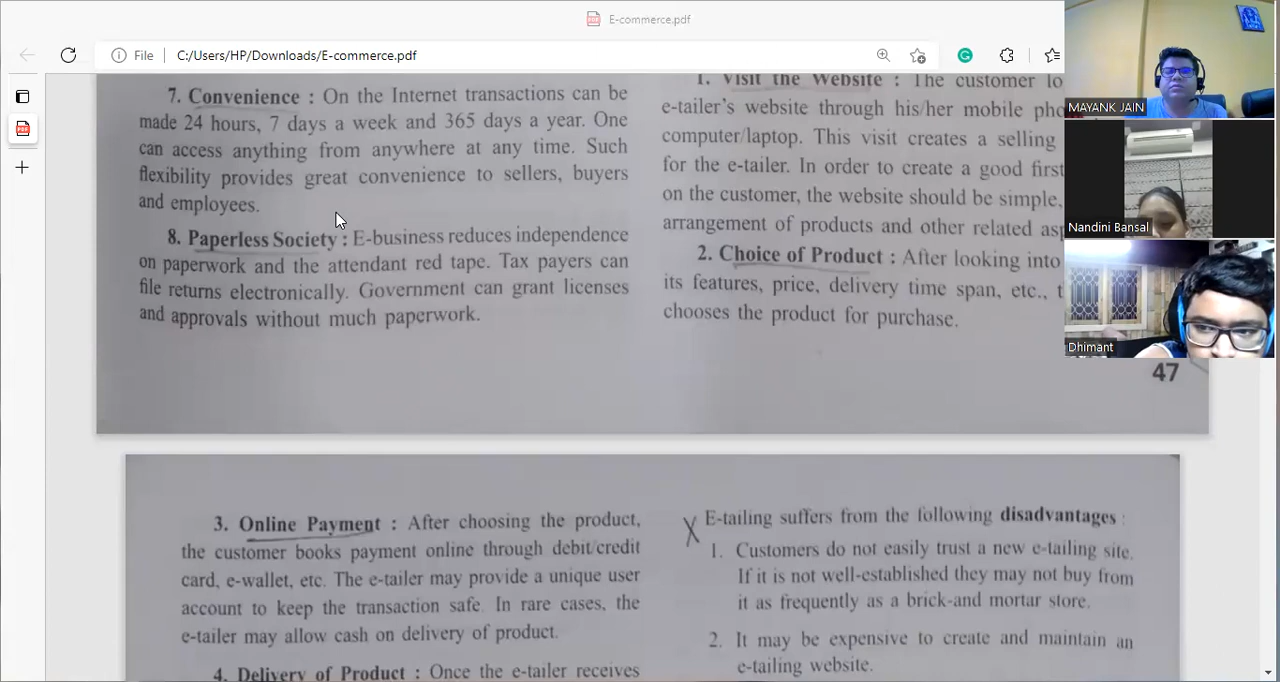 E-commerce.pdf
File
C:/Users/HP/Downloads/E-commerce.pdf
7. Convenience : On the Internet transactions can be
made 24 hours, 7 days a week and 365 days a year. One
can access anything from anywhere at any time. Such
flexibility provides great convenience to sellers, buyers
and employees.
8. Paperless Society : E-business reduces independence
on paperwork and the attendant red tape. Tax payers can
file returns electronically. Government can grant licenses
and approvals without much paperwork.
1. Visit the Website : The customer
e-tailer's website through his/her mobile
computer/laptop. This visit creates a selling
for the e-tailer. In order to create a good first
on the customer, the website should be simple,
arrangement of products and other related
2. Choice of Product : After looking into
its features, price, delivery time span, etc.,
chooses the product for purchase.
47
3. Online Payment : After choosing the product,
the customer books payment online through debit/credit
card, e-wallet, etc. The e-tailer may provide a unique user
account to keep the transaction safe. In rare cases, the
e-tailer may allow cash on delivery of product.
4. Delivery of Product : Once the e-tailer receives
X E-tailing suffers from the following disadvantages :
1. Customers do not easily trust a new e-tailing site.
If it is not well-established they may not buy from
it as frequently as a brick-and mortar store.
2. It may be expensive to create and maintain an
e-tailing website.
MAYANK JAIN
Nandini Bansal
Dhimant